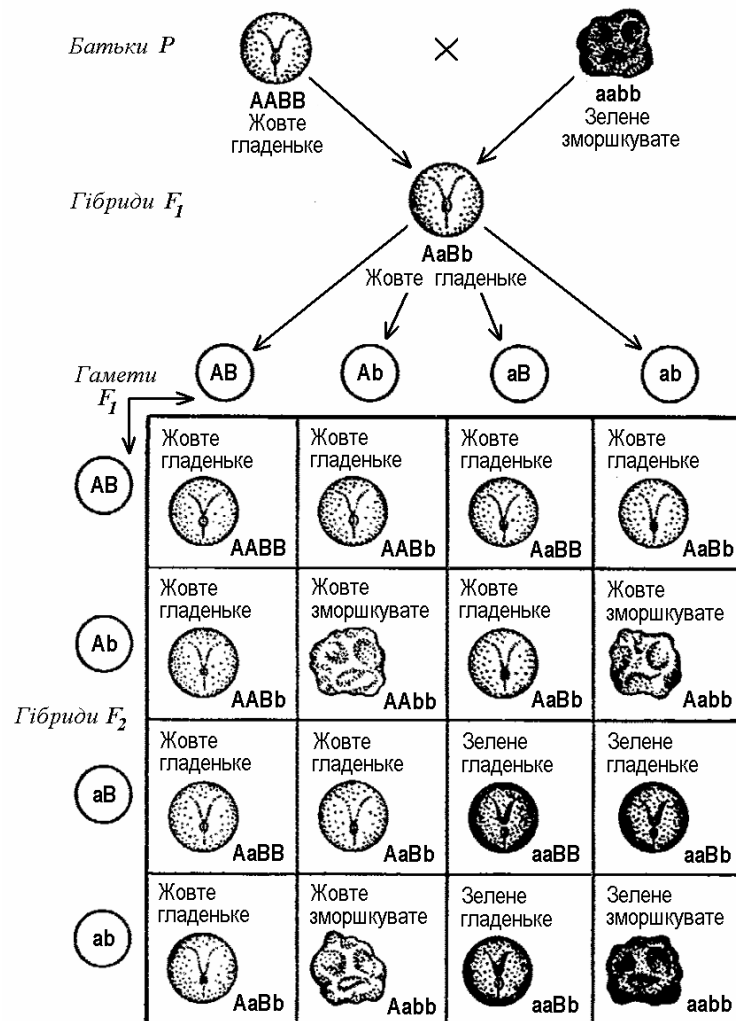 Батьки P
×
AABB
Жовте
гладеньке
aabb
Зелене
зморшкувате
Гібриди F₁
AaBb
Жовте гладеньке
Гамети
F₁
AB
Ab
aB
ab
AB
Жовте
гладеньке
AABB
Жовте
гладеньке
AABb
Жовте
гладеньке
AaBB
Жовте
гладеньке
AaBb
Ab
Жовте
гладеньке
AABb
Жовте
зморшкувате
AAbb
Жовте
гладеньке
AaBb
Жовте
зморшкувате
Aabb
Гібриди F₂
aB
Жовте
гладеньке
AaBB
Жовте
гладеньке
AaBb
Зелене
гладеньке
aaBB
Зелене
гладеньке
aaBb
ab
Жовте
гладеньке
AaBb
Жовте
зморшкувате
Aabb
Зелене
гладеньке
aaBb
Зелене
зморшкувате
aabb